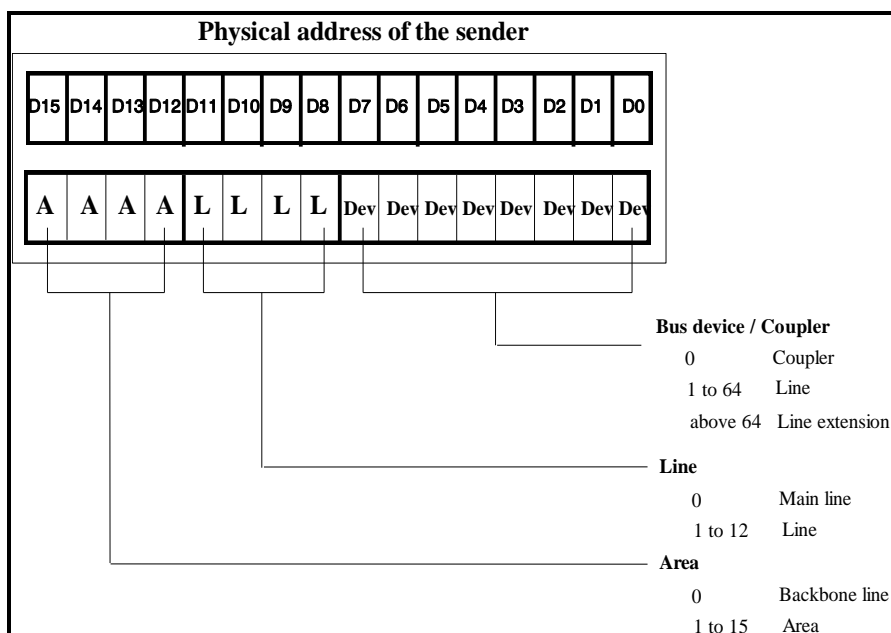 Physical address of the sender
D15 D14 D13 D12 D11 D10 D9 D8 D7 D6 D5 D4 D3 D2 D1 D0
A A A A L L L L Dev Dev Dev Dev Dev Dev Dev Dev
Bus device / Coupler
0 Coupler
1 to 64 Line
above 64 Line extension
Line
0 Main line
1 to 12 Line
Area
0 Backbone line
1 to 15 Area